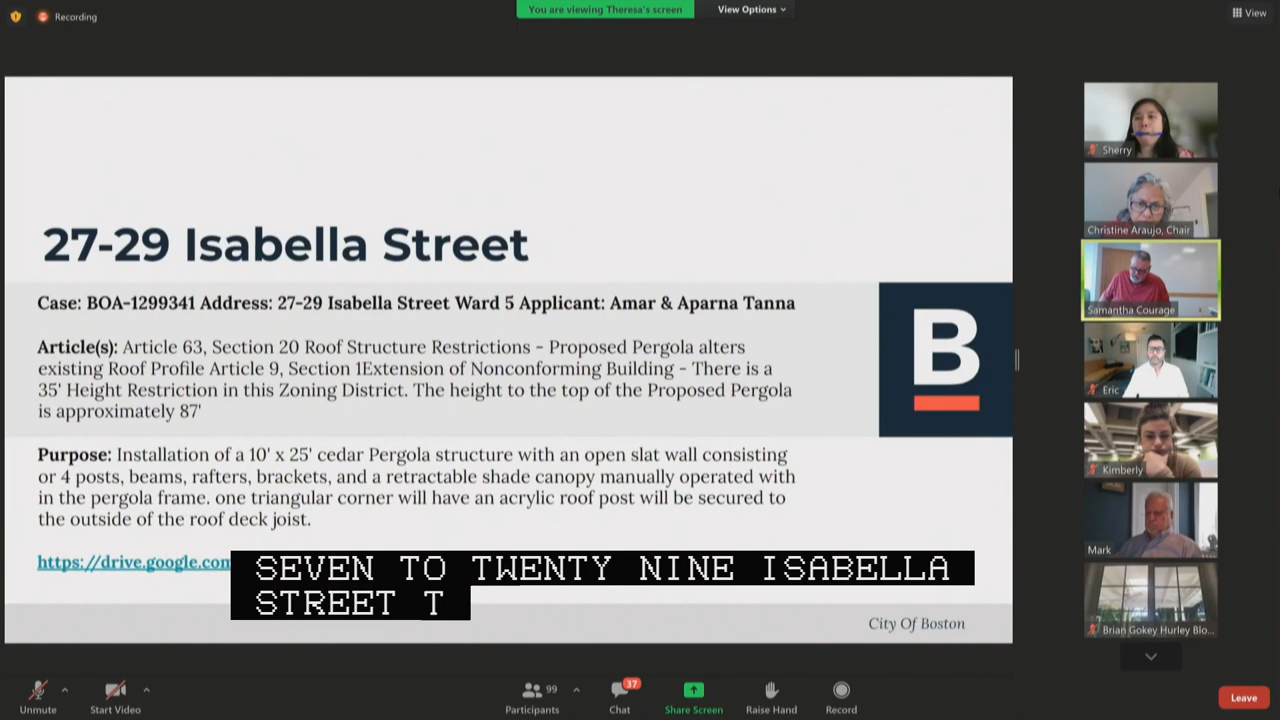 Recording
You are viewing Theresa's screen
View Options
View
27-29 Isabella Street
Case: BOA-1299341 Address: 27-29 Isabella Street Ward 5 Applicant: Amar & Aparna Tanna
Article(s): Article 63, Section 20 Roof Structure Restrictions - Proposed Pergola alters
existing Roof Profile Article 9, Section 1Extension of Nonconforming Building - There is a
35' Height Restriction in this Zoning District. The height to the top of the Proposed Pergola
is approximately 87'
Purpose: Installation of a 10' x 25' cedar Pergola structure with an open slat wall consisting
or 4 posts, beams, rafters, brackets, and a retractable shade canopy manually operated with
in the pergola frame. one triangular corner will have an acrylic roof post will be secured to
the outside of the roof deck joist.
https://drive.google.com
SEVEN TO TWENTY NINE ISABELLA
STREET T
B
City Of Boston
Sherry
Christine Araujo, Chair
Samantha Courage
Eric
Kimberly
Mark
Brian Gokey Hurley Blo...
Unmute
Start Video
99
Participants
37
Chat
Share Screen
Raise Hand
Record
Leave